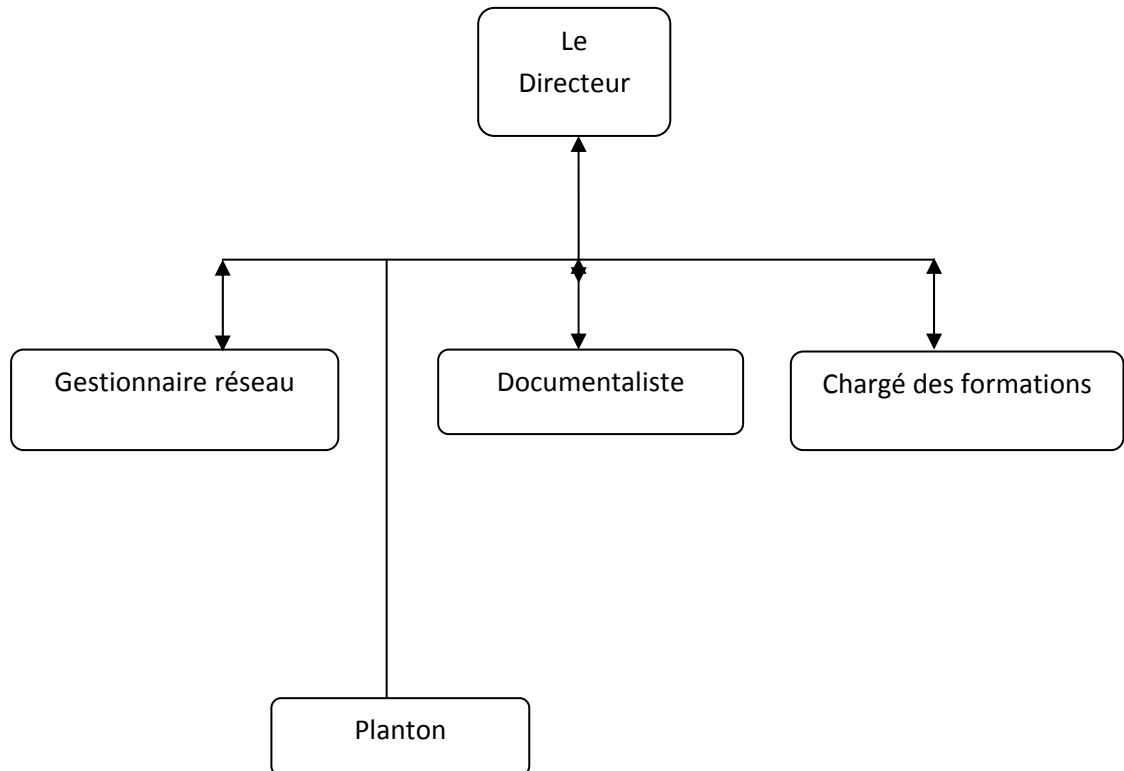 Le
Directeur
Gestionnaire réseau
Documentaliste
Chargé des formations
Planton